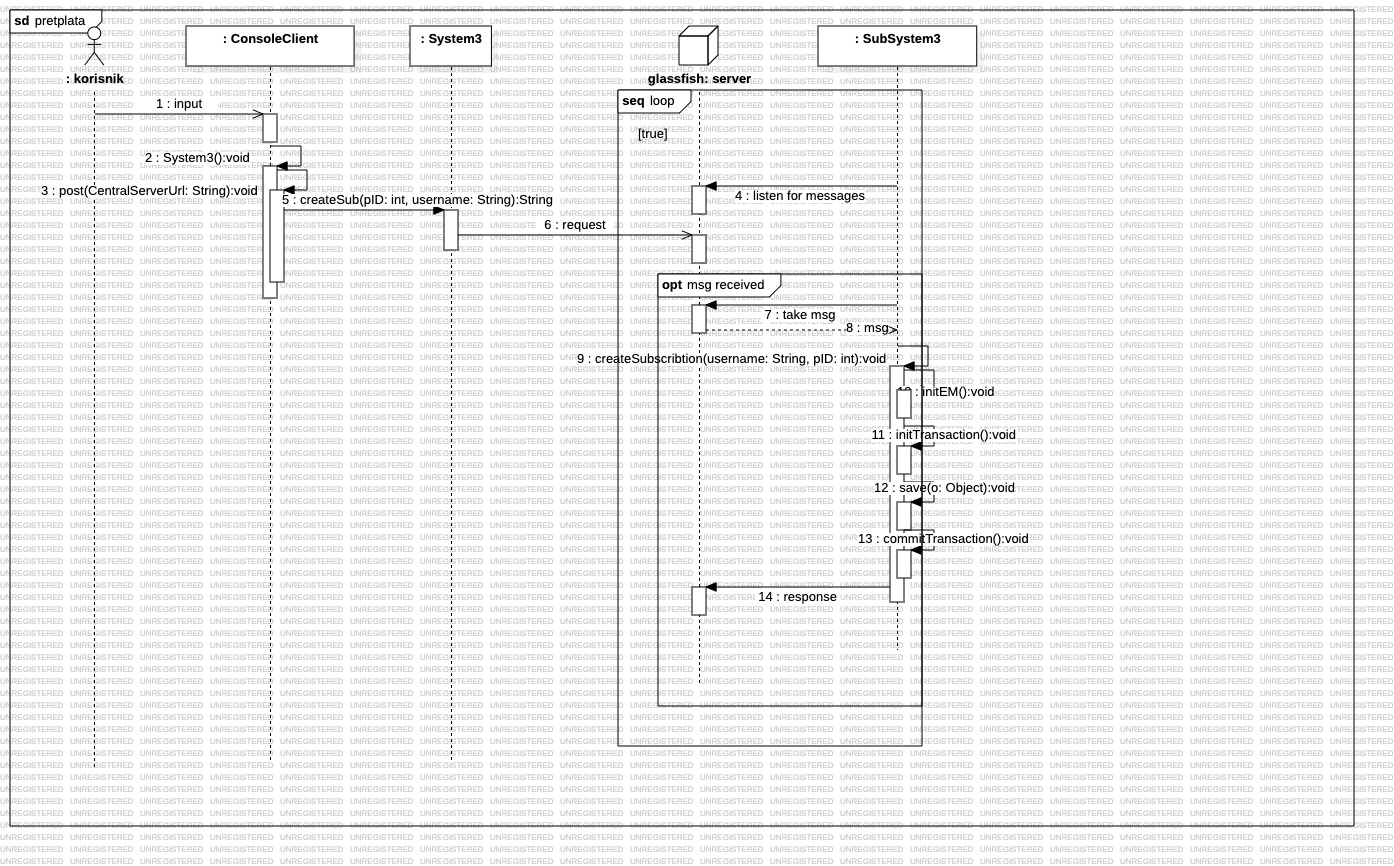 sd pretplata
: korisnik
: ConsoleClient
: System3
glassfish: server
: SubSystem3
seq loop
[true]
1 : input
2 : System3():void
3 : post(CentralServerUrl: String):void
4 : listen for messages
5 : createSub(pID: int, username: String):String
6 : request
opt msg received
7 : take msg
8 : msg
9 : createSubscribtion(username: String, pID: int):void
10 : initEM():void
11 : initTransaction():void
12 : save(o: Object):void
13 : commitTransaction():void
14 : response
UNREGISTERED